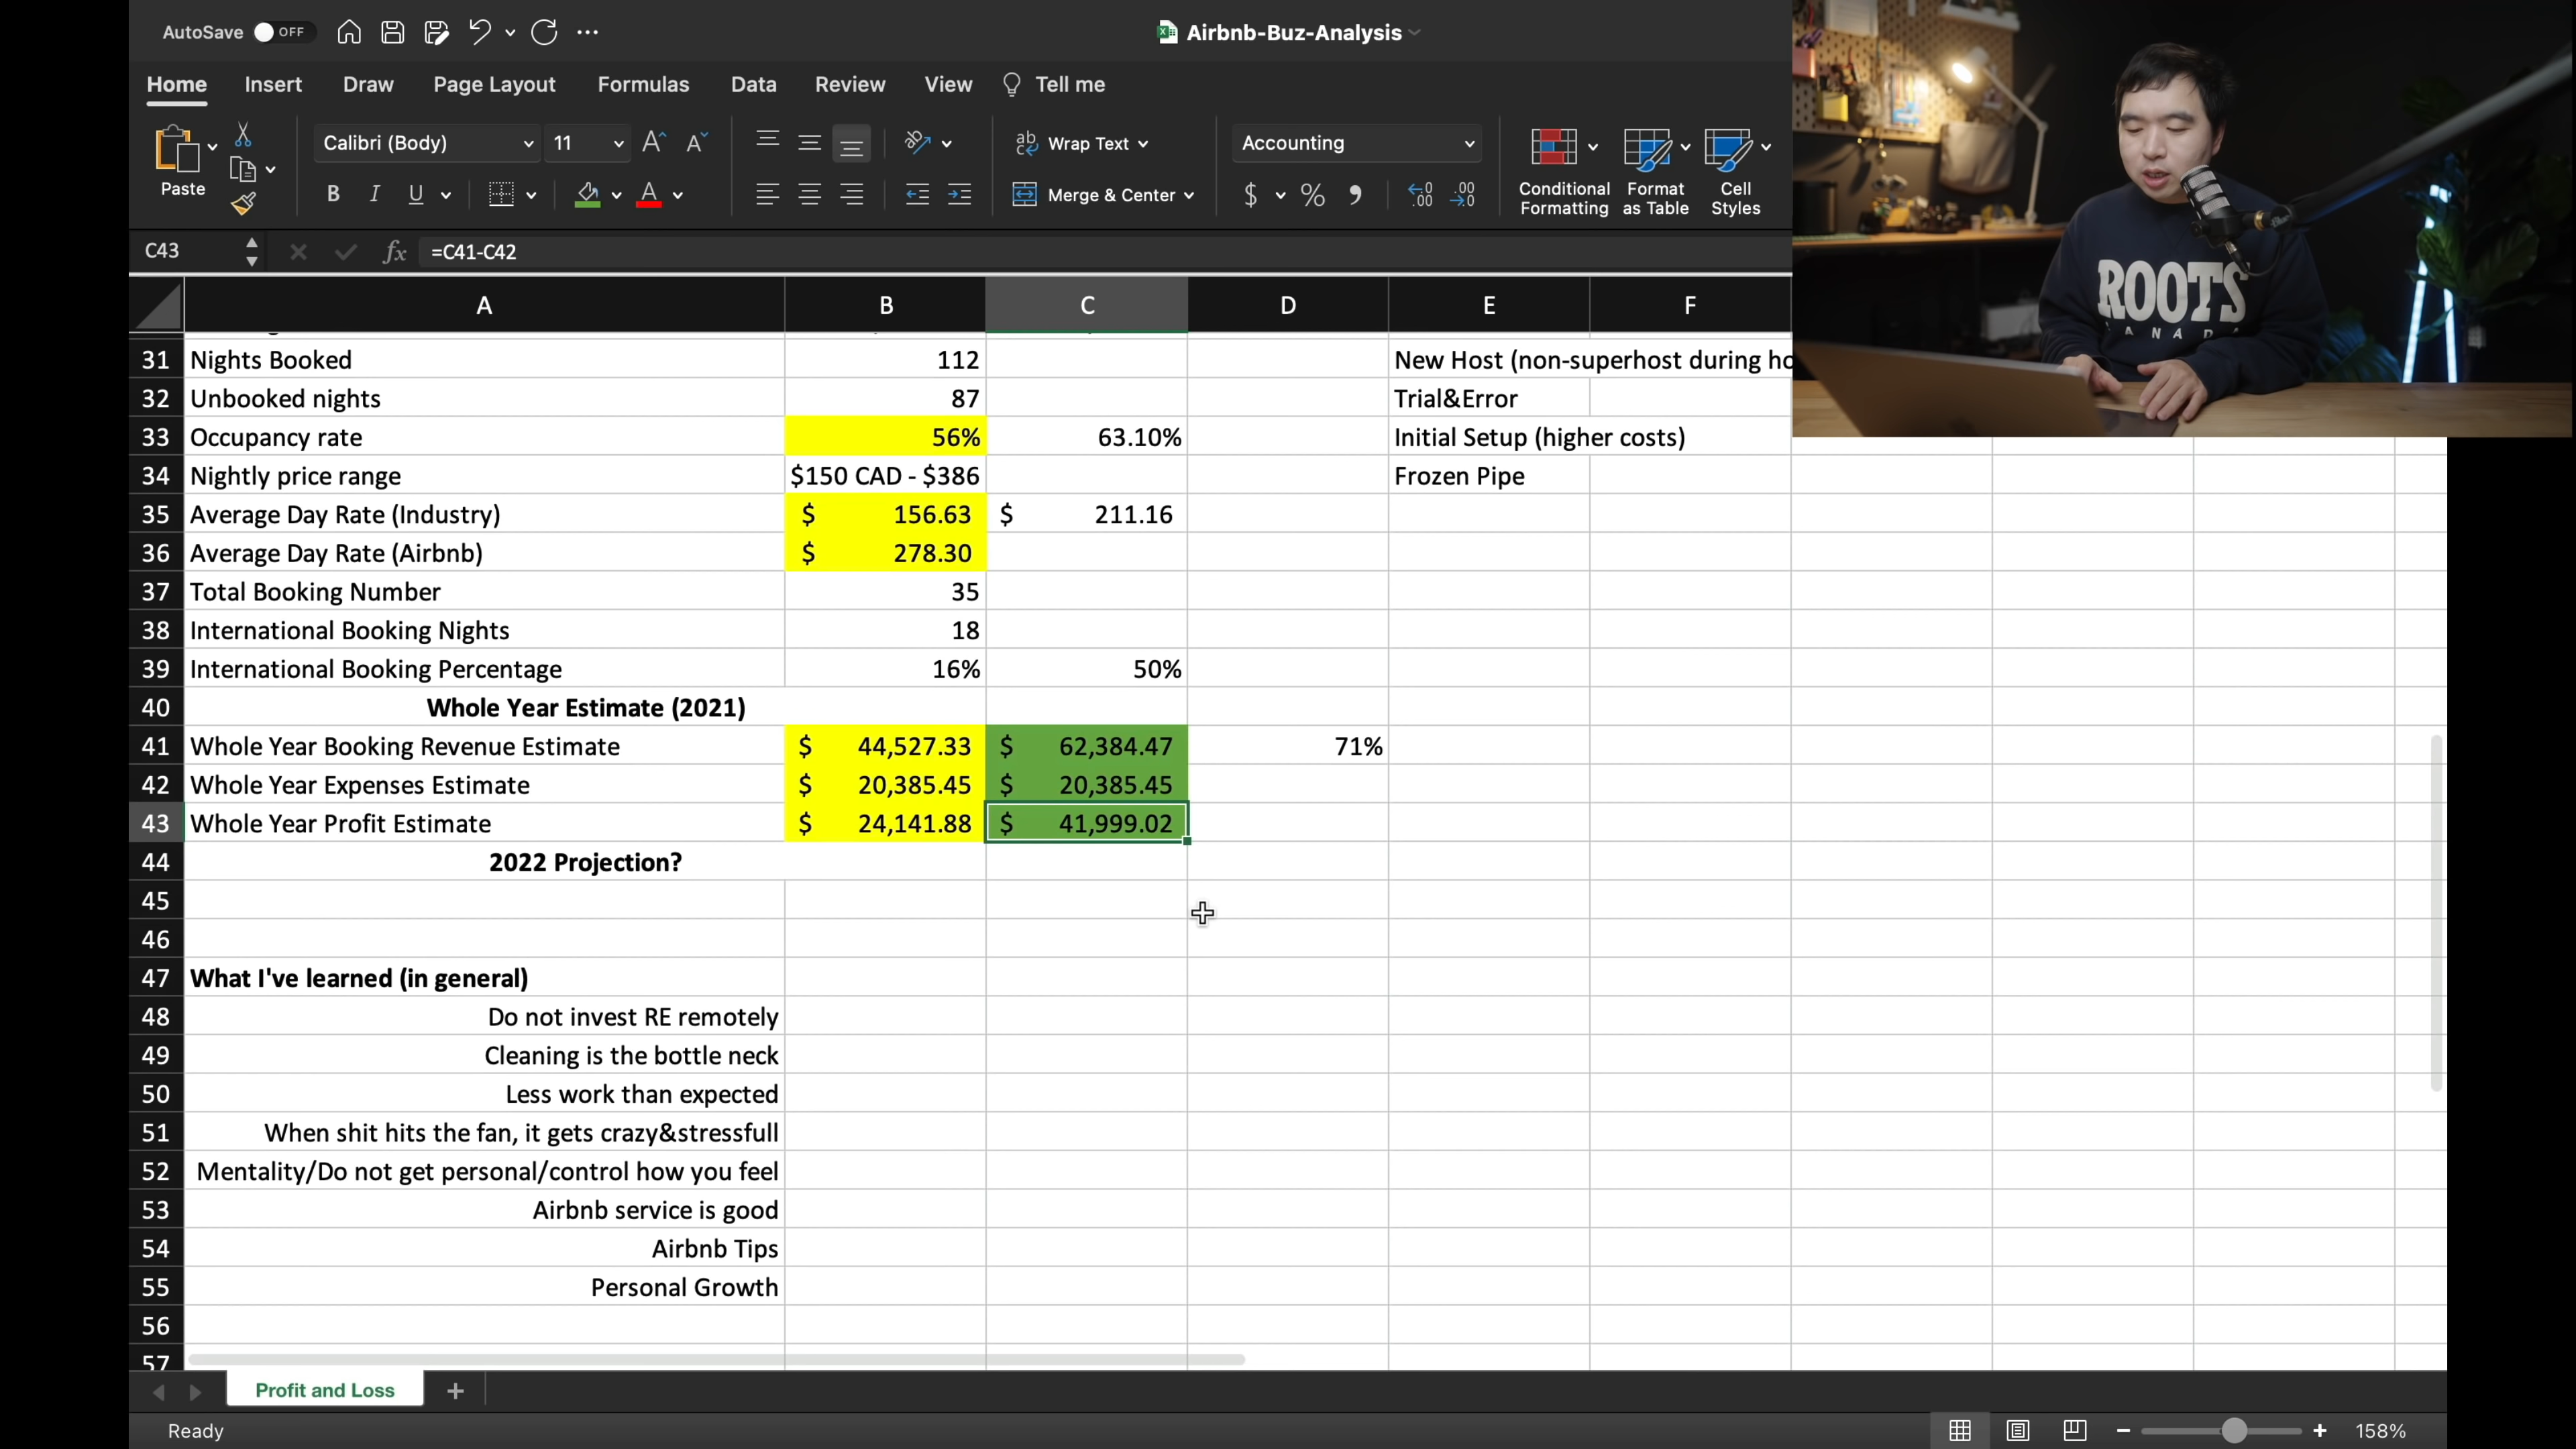 AutoSave OFF
Airbnb-Buz-Analysis
Home Insert Draw Page Layout Formulas Data Review View Tell me
Paste
Calibri (Body) 11
Wrap Text
Merge & Center
Accounting
Conditional Formatting
Format as Table
Cell Styles
C43 fx =C41-C42
A B C D E F
31 Nights Booked 112 New Host (non-superhost during ho
32 Unbooked nights 87 Trial&Error
33 Occupancy rate 56% 63.10% Initial Setup (higher costs)
34 Nightly price range $150 CAD - $386 Frozen Pipe
35 Average Day Rate (Industry) $ 156.63 $ 211.16
36 Average Day Rate (Airbnb) $ 278.30
37 Total Booking Number 35
38 International Booking Nights 18
39 International Booking Percentage 16% 50%
40 Whole Year Estimate (2021)
41 Whole Year Booking Revenue Estimate $ 44,527.33 $ 62,384.47 71%
42 Whole Year Expenses Estimate $ 20,385.45 $ 20,385.45
43 Whole Year Profit Estimate $ 24,141.88 $ 41,999.02
44 2022 Projection?
45
46
47 What I've learned (in general)
48 Do not invest RE remotely
49 Cleaning is the bottle neck
50 Less work than expected
51 When shit hits the fan, it gets crazy&stressfull
52 Mentality/Do not get personal/control how you feel
53 Airbnb service is good
54 Airbnb Tips
55 Personal Growth
56
57
Profit and Loss
Ready
158%
ROOTS